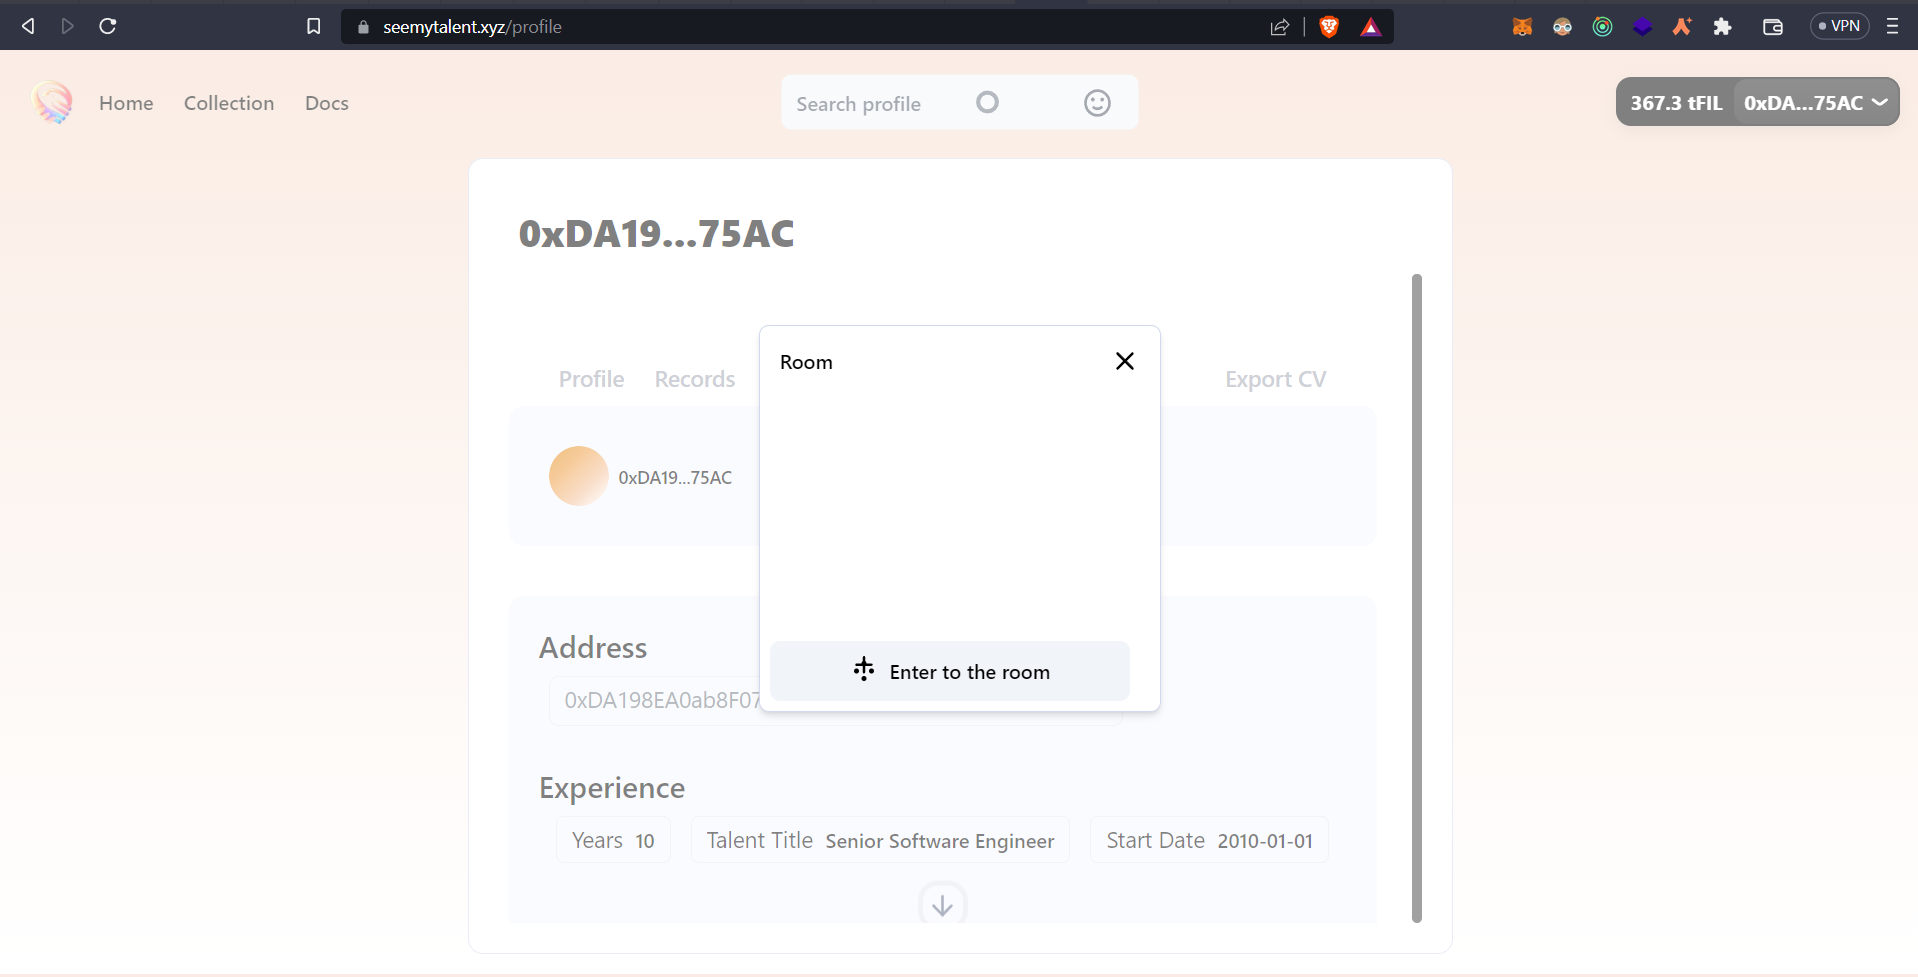 seemytalent.xyz/profile
VPN
Home Collection Docs
Search profile
367.3 tFIL 0xDA...75AC
0xDA19...75AC
Room
Profile Records Export CV
0xDA19...75AC
Address
Enter to the room
0xDA198EA0ab8F07
Experience
Years 10 Talent Title Senior Software Engineer Start Date 2010-01-01